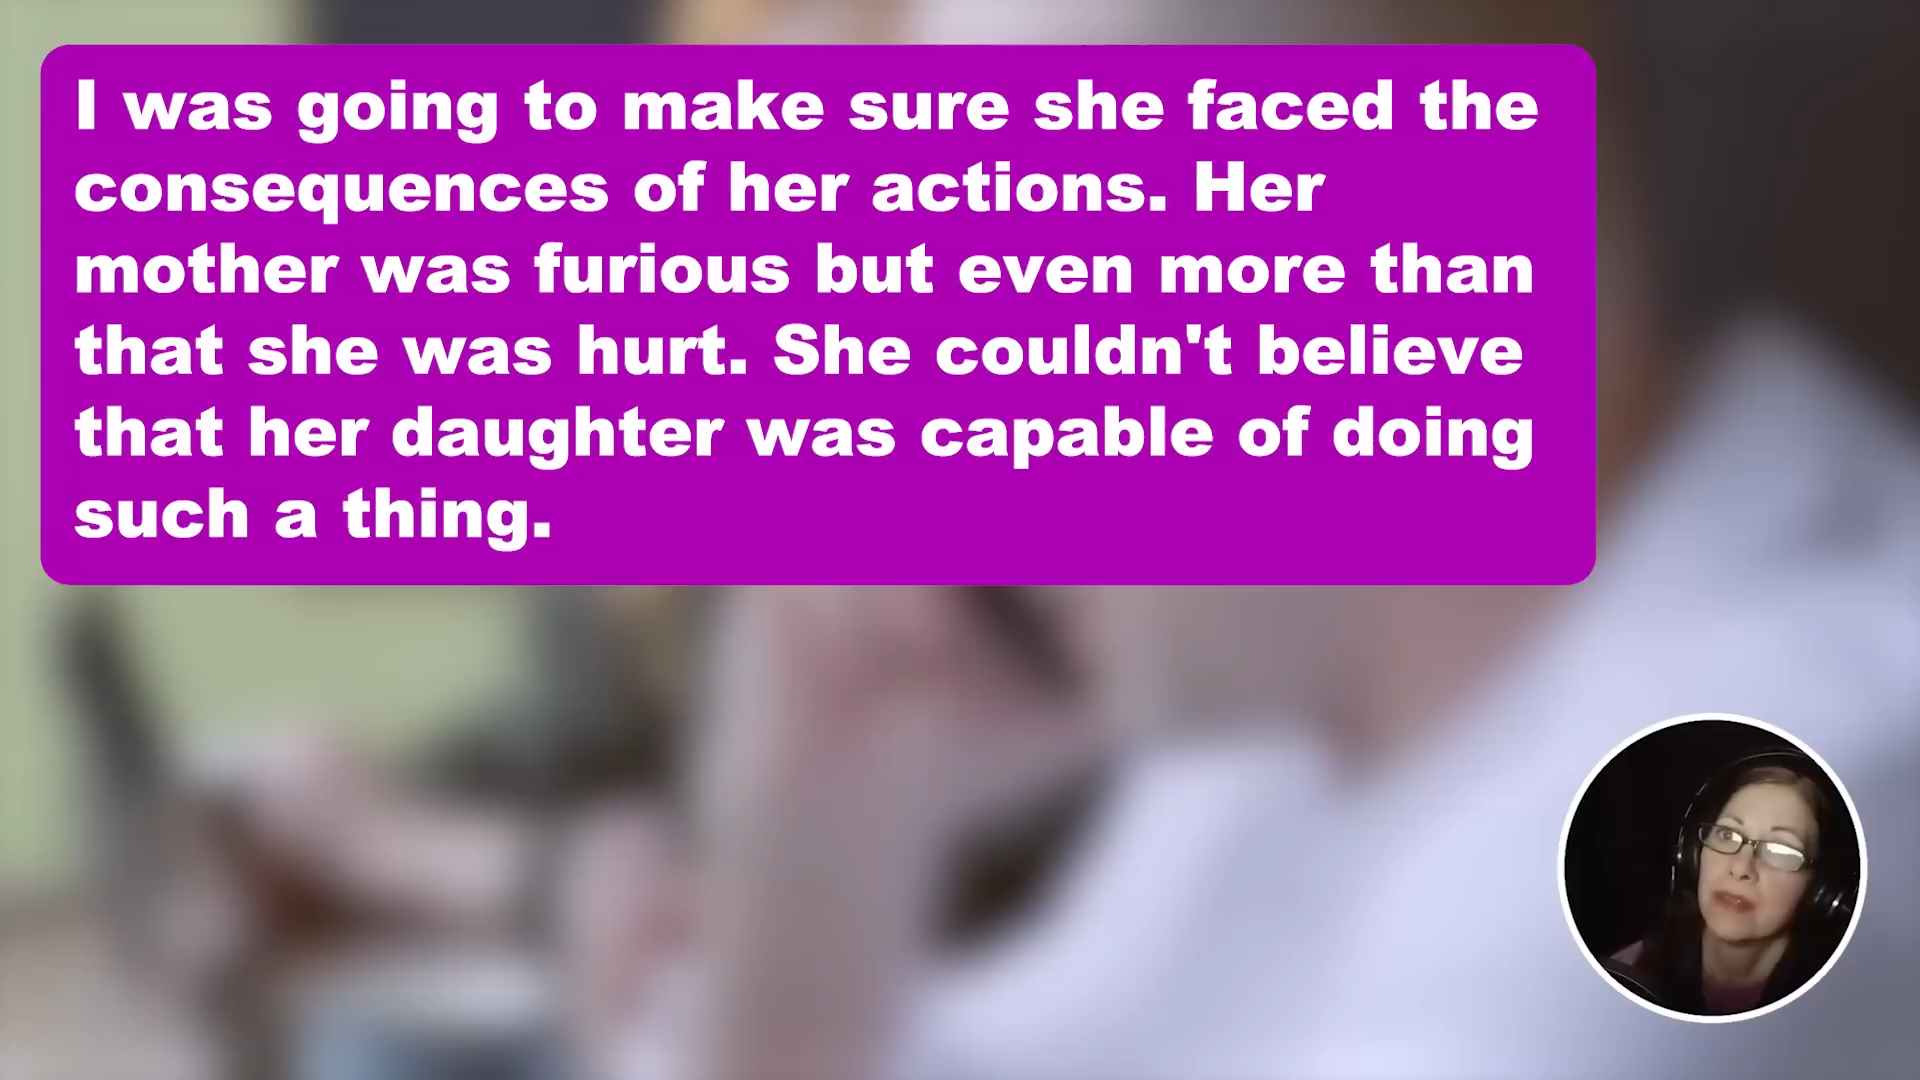 I was going to make sure she faced the
consequences of her actions. Her
mother was furious but even more than
that she was hurt. She couldn't believe
that her daughter was capable of doing
such a thing.